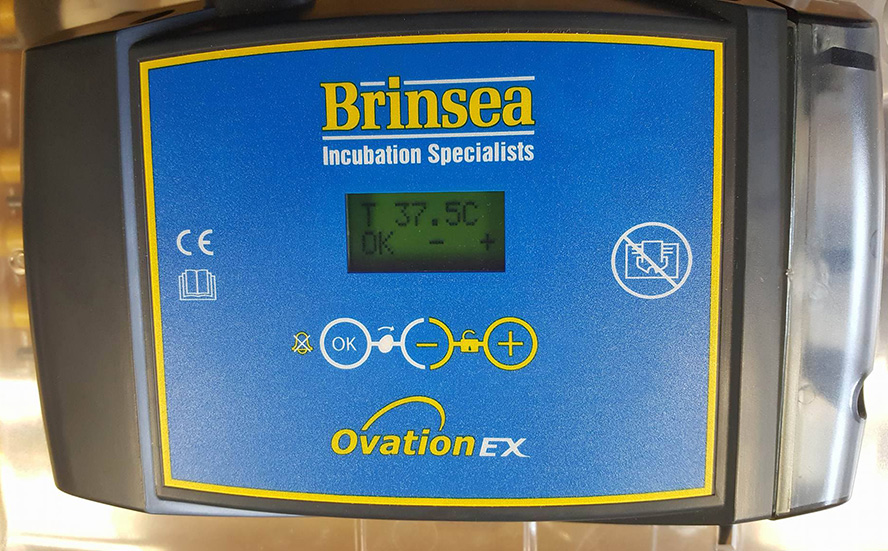 Brinsea
Incubation Specialists
T 37.5C
OK - +
CE
OK - +
Ovation EX